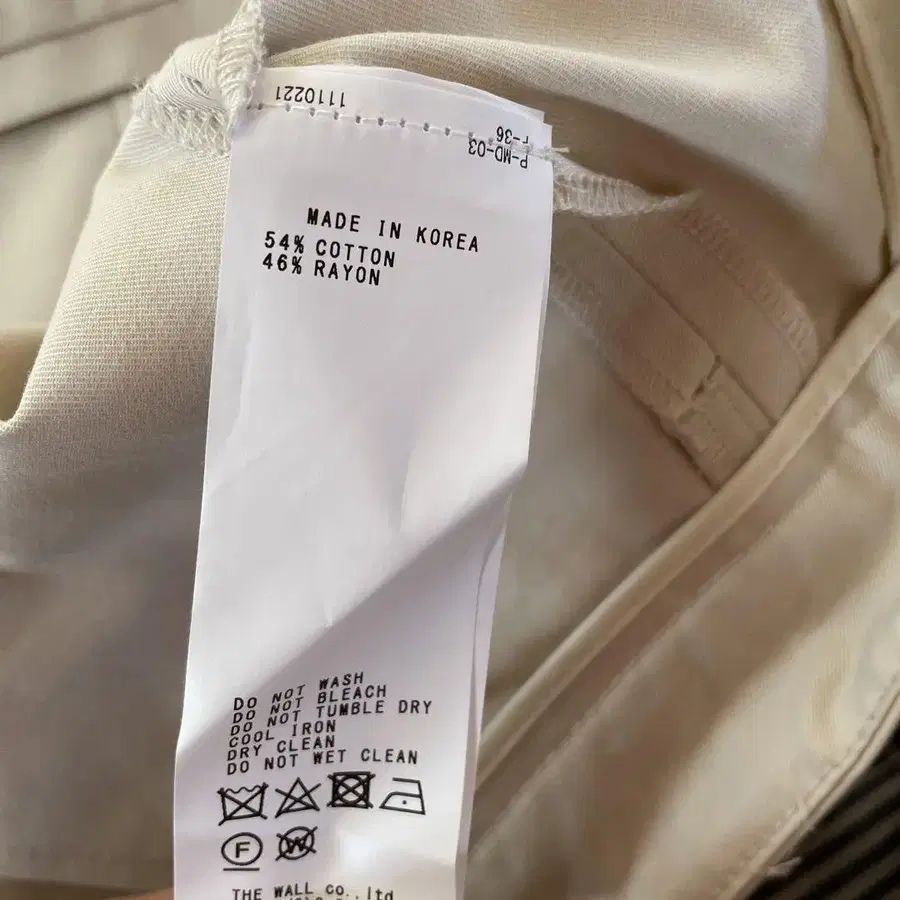 1110221
P-MD-03
F-36
MADE IN KOREA
54% COTTON
46% RAYON
DO NOT WASH
DO NOT BLEACH
DO NOT TUMBLE DRY
COOL IRON
DRY CLEAN
DO NOT WET CLEAN
F W
THE WALL CO.,ltd